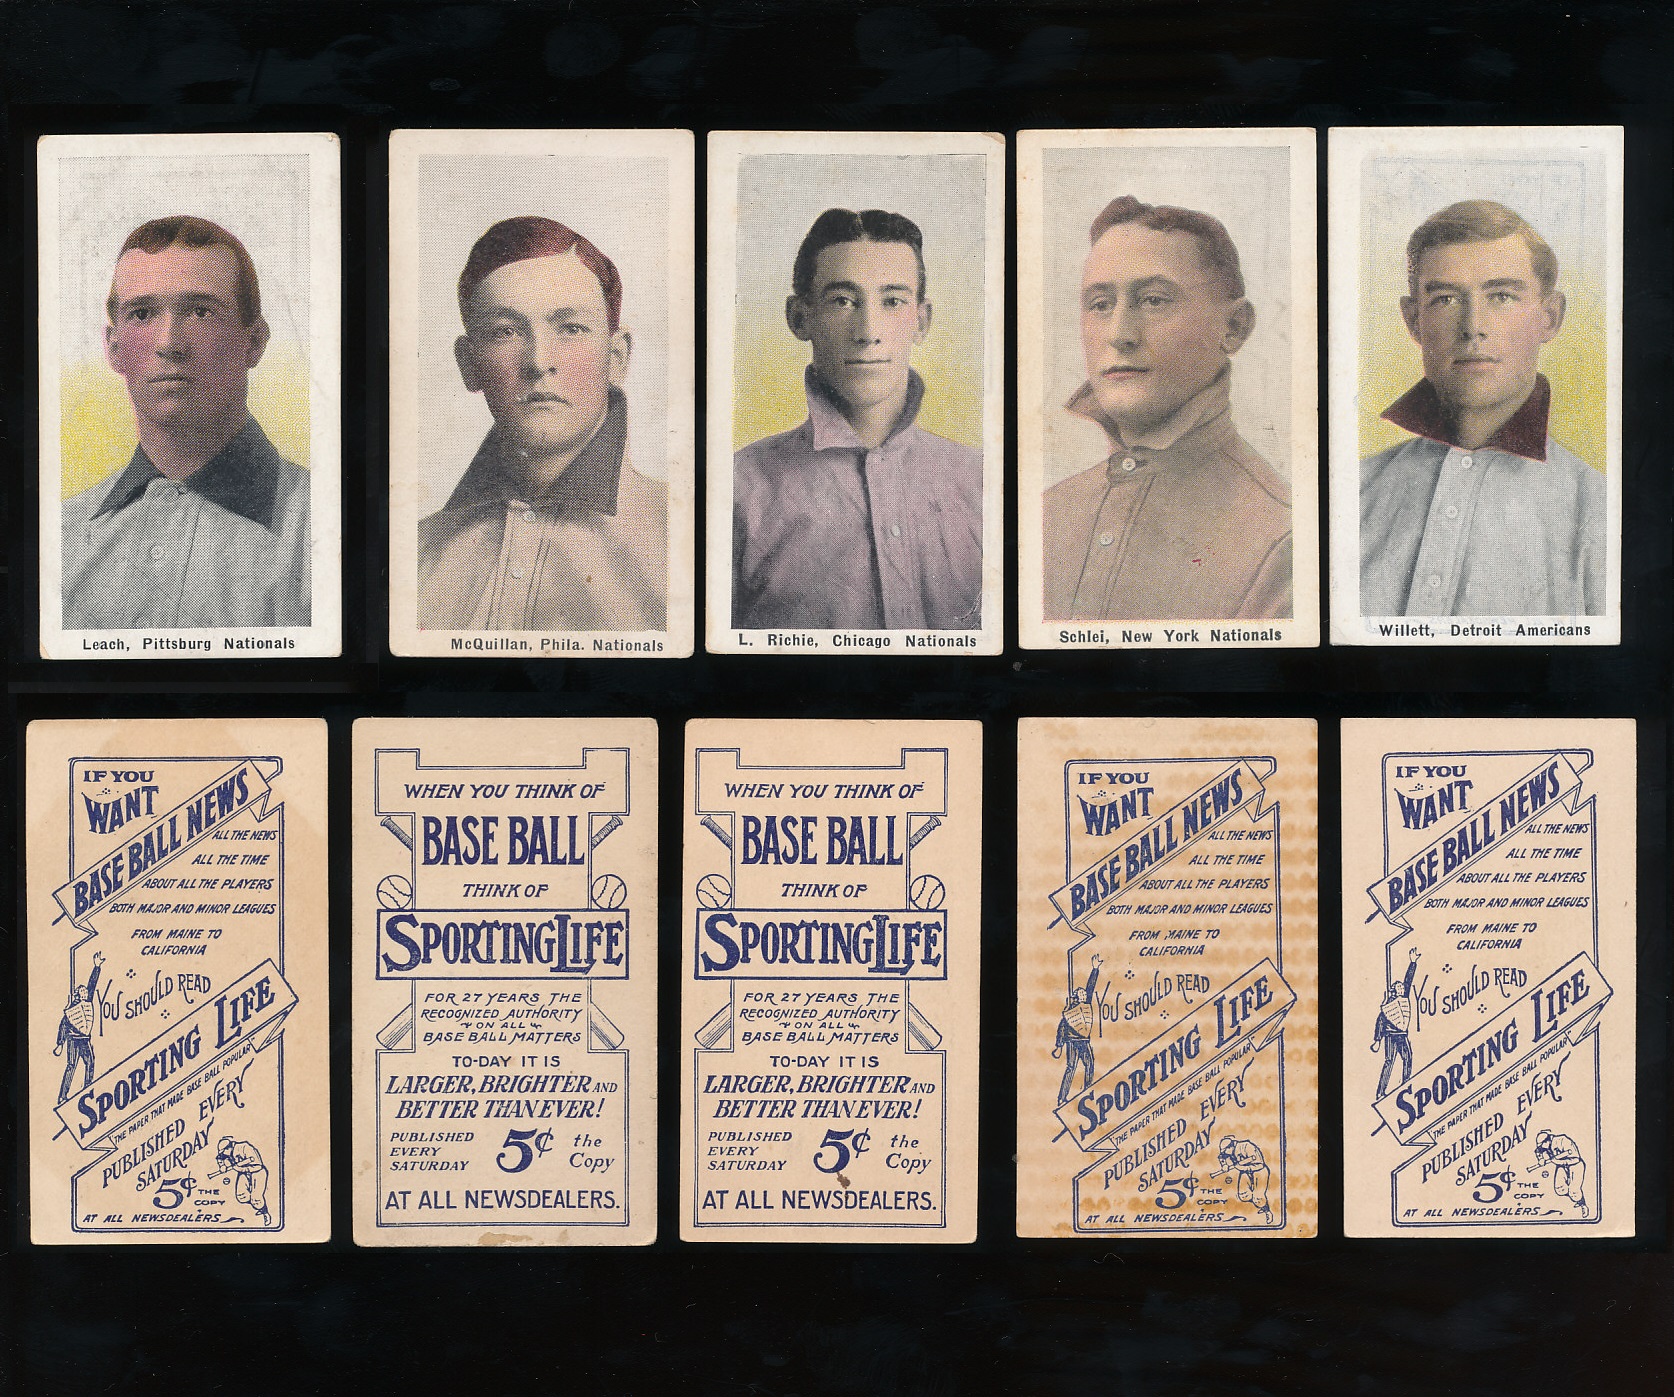 Leach, Pittsburg Nationals
McQuillan, Phila. Nationals
L. Richie, Chicago Nationals
Schlei, New York Nationals
Willett, Detroit Americans
IF YOU
WANT
BASE BALL NEWS
ALL THE NEWS
ALL THE TIME
ABOUT ALL THE PLAYERS
BOTH MAJOR AND MINOR LEAGUES
FROM MAINE TO
CALIFORNIA
YOU SHOULD READ
SPORTING LIFE
THE PAPER THAT MADE BASE BALL POPULAR
PUBLISHED EVERY
SATURDAY
5¢ THE
COPY
AT ALL NEWSDEALERS
WHEN YOU THINK OF
BASE BALL
THINK OF
SPORTING LIFE
FOR 27 YEARS THE
RECOGNIZED AUTHORITY
ON ALL
BASE BALL MATTERS
TO-DAY IT IS
LARGER, BRIGHTER AND
BETTER THAN EVER!
PUBLISHED
EVERY
SATURDAY
5¢
the
Copy
AT ALL NEWSDEALERS.
WHEN YOU THINK OF
BASE BALL
THINK OF
SPORTING LIFE
FOR 27 YEARS THE
RECOGNIZED AUTHORITY
ON ALL
BASE BALL MATTERS
TO-DAY IT IS
LARGER, BRIGHTER AND
BETTER THAN EVER!
PUBLISHED
EVERY
SATURDAY
5¢
the
Copy
AT ALL NEWSDEALERS.
IF YOU
WANT
BASE BALL NEWS
ALL THE NEWS
ALL THE TIME
ABOUT ALL THE PLAYERS
BOTH MAJOR AND MINOR LEAGUES
FROM MAINE TO
CALIFORNIA
YOU SHOULD READ
SPORTING LIFE
THE PAPER THAT MADE BASE BALL POPULAR
PUBLISHED EVERY
SATURDAY
5¢ THE
COPY
AT ALL NEWSDEALERS
IF YOU
WANT
BASE BALL NEWS
ALL THE NEWS
ALL THE TIME
ABOUT ALL THE PLAYERS
BOTH MAJOR AND MINOR LEAGUES
FROM MAINE TO
CALIFORNIA
YOU SHOULD READ
SPORTING LIFE
THE PAPER THAT MADE BASE BALL POPULAR
PUBLISHED EVERY
SATURDAY
5¢ THE
COPY
AT ALL NEWSDEALERS